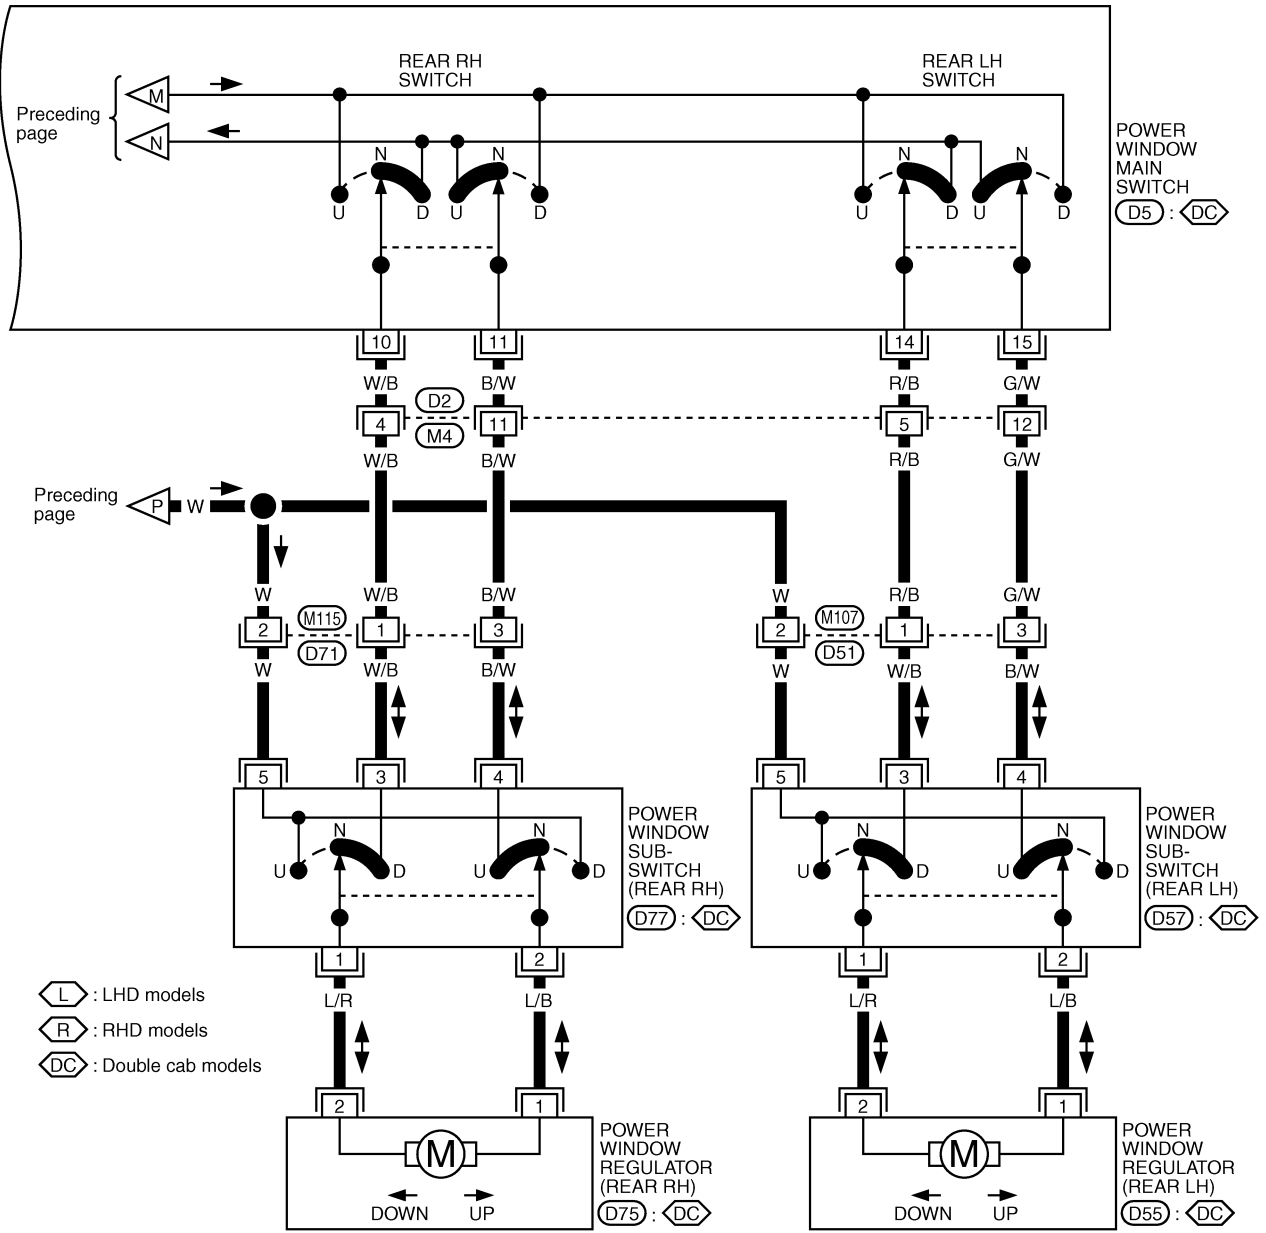 REAR RH
SWITCH
REAR LH
SWITCH
Preceding
page
M
N
N N N N
U D U D U D U D
POWER
WINDOW
MAIN
SWITCH
D5 : DC
10 11 14 15
W/B B/W R/B G/W
D2
4 11 5 12
M4
W/B B/W R/B G/W
Preceding
page
P W
W W/B B/W W R/B G/W
M115 M107
2 1 3 2 1 3
D71 D51
W W/B B/W W W/B B/W
5 3 4 5 3 4
N N N N
U D U D U D U D
POWER
WINDOW
SUB-
SWITCH
(REAR RH)
D77 : DC
POWER
WINDOW
SUB-
SWITCH
(REAR LH)
D57 : DC
1 2 1 2
L/R L/B L/R L/B
L : LHD models
R : RHD models
DC : Double cab models
2 1 2 1
M M
DOWN UP DOWN UP
POWER
WINDOW
REGULATOR
(REAR RH)
D75 : DC
POWER
WINDOW
REGULATOR
(REAR LH)
D55 : DC